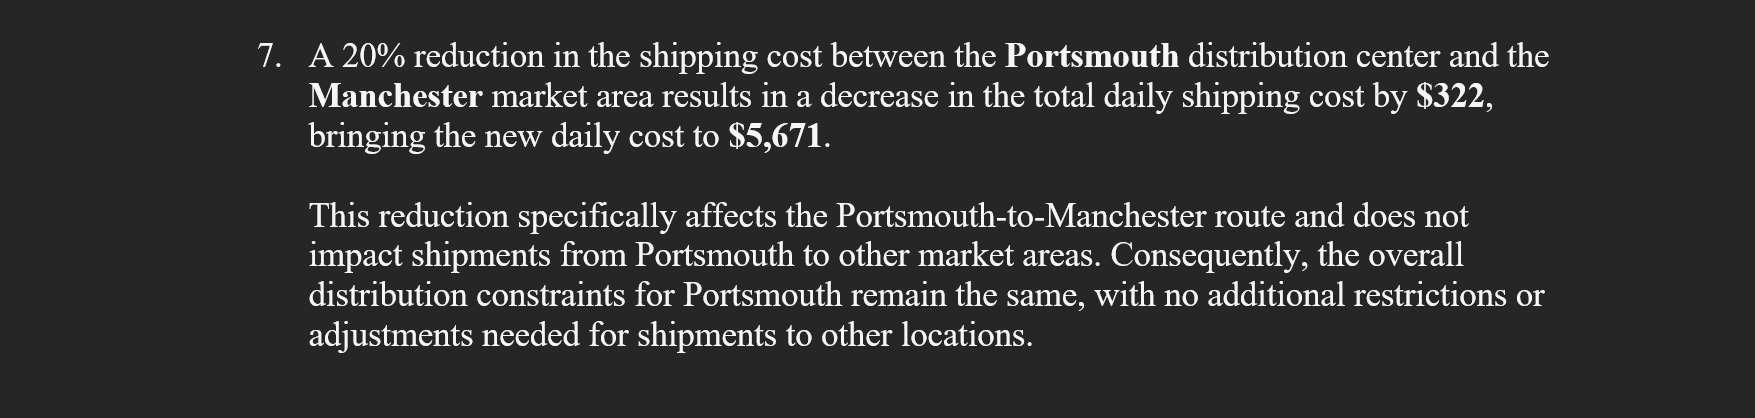 7. A 20% reduction in the shipping cost between the Portsmouth distribution center and the
Manchester market area results in a decrease in the total daily shipping cost by $322,
bringing the new daily cost to $5,671.
This reduction specifically affects the Portsmouth-to-Manchester route and does not
impact shipments from Portsmouth to other market areas. Consequently, the overall
distribution constraints for Portsmouth remain the same, with no additional restrictions or
adjustments needed for shipments to other locations.